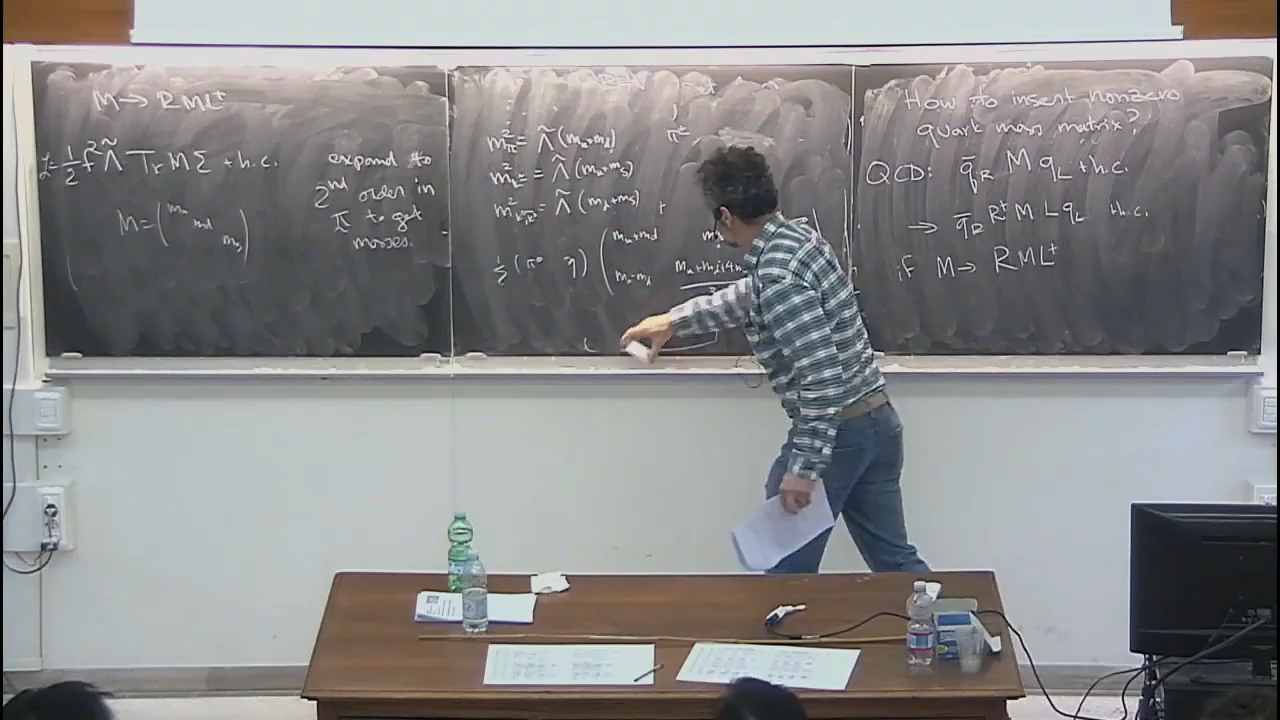 M → R M L†
L = 1/2 f² Λ̃ Tr M Σ + h.c.
expand to
2nd order in
π to get
masses.
M = (mu md ms)
m²π = Λ̃ (mu+md)
π±
m²K± = Λ̃ (mu+ms)
m²K⁰,K̄⁰ = Λ̃ (md+ms)
+ 1/2 (π⁰ η) ( mu+md
mu-md
How to insert nonzero
quark mass matrix?
QCD: q̄R M qL + h.c.
→ q̄R R† M L qL + h.c.
if M → R M L†